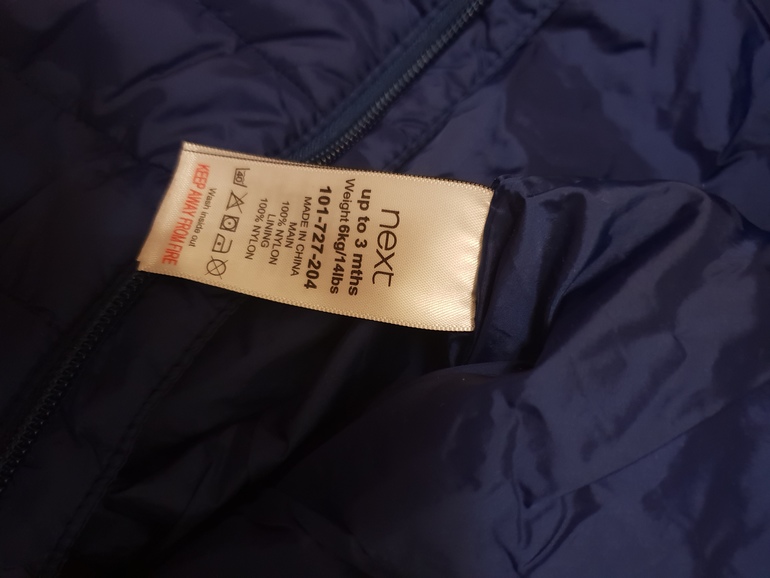 next
up to 3 mths
Weight 6kg/14lbs
101-727-204
MADE IN CHINA
MAIN
100% NYLON
LINING
100% NYLON
40
Wash inside out
KEEP AWAY FROM FIRE